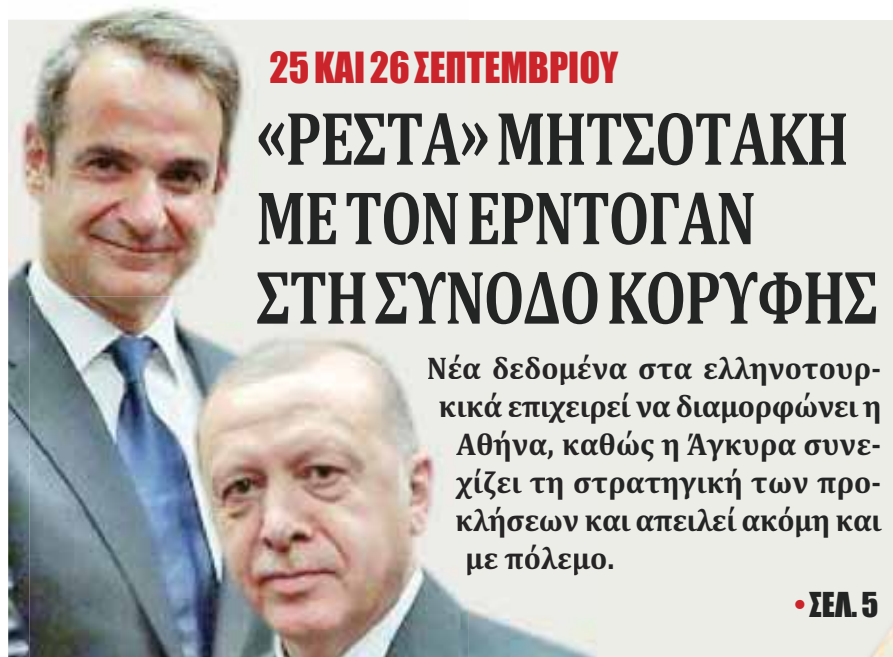 25 ΚΑΙ 26 ΣΕΠΤΕΜΒΡΙΟΥ
«ΡΕΣΤΑ» ΜΗΤΣΟΤΑΚΗ
ΜΕ ΤΟΝ ΕΡΝΤΟΓΑΝ
ΣΤΗ ΣΥΝΟΔΟ ΚΟΡΥΦΗΣ
Νέα δεδομένα στα ελληνοτουρ-
κικά επιχειρεί να διαμορφώνει η
Αθήνα, καθώς η Άγκυρα συνε-
χίζει τη στρατηγική των προ-
κλήσεων και απειλεί ακόμη και
με πόλεμο.
• ΣΕΛ. 5